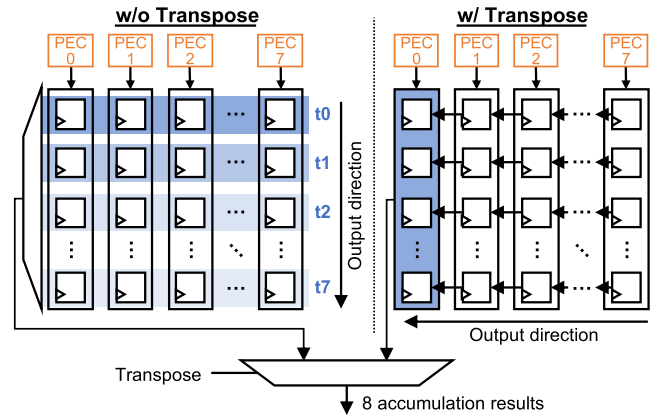 w/o Transpose
w/ Transpose
PEC 0
PEC 1
PEC 2
PEC 7
PEC 0
PEC 1
PEC 2
PEC 7
t0
t1
t2
t7
Output direction
Output direction
Transpose
8 accumulation results